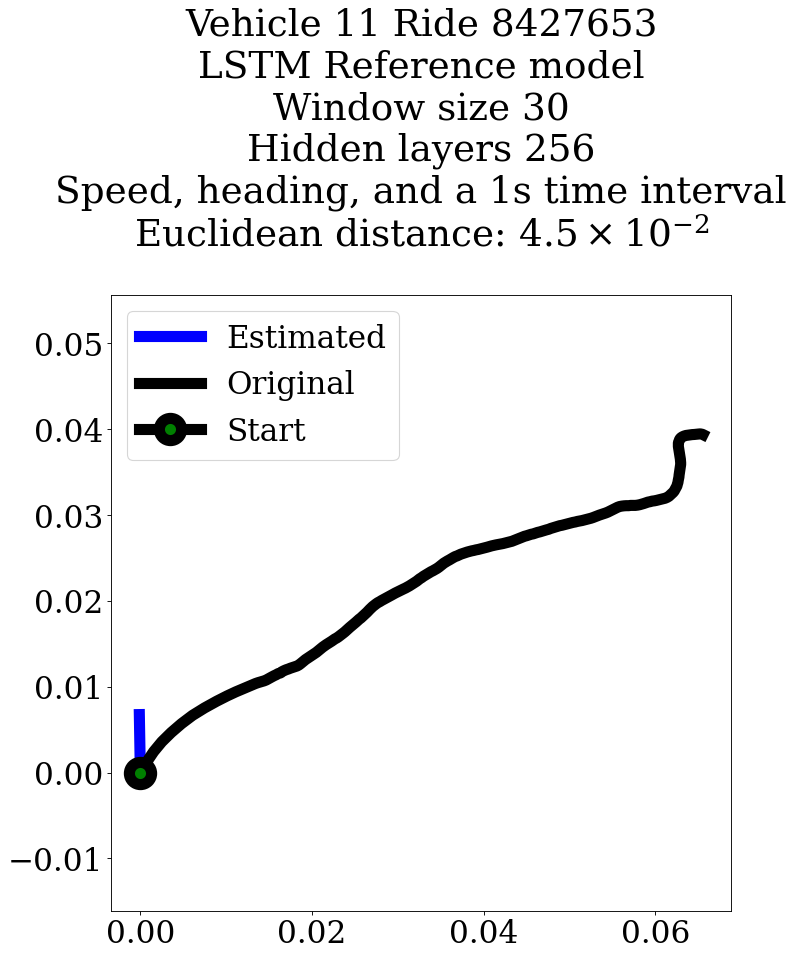 Vehicle 11 Ride 8427653
LSTM Reference model
Window size 30
Hidden layers 256
Speed, heading, and a 1s time interval
Euclidean distance: 4.5 × 10⁻²
Estimated
Original
Start
0.05
0.04
0.03
0.02
0.01
0.00
−0.01
0.00 0.02 0.04 0.06